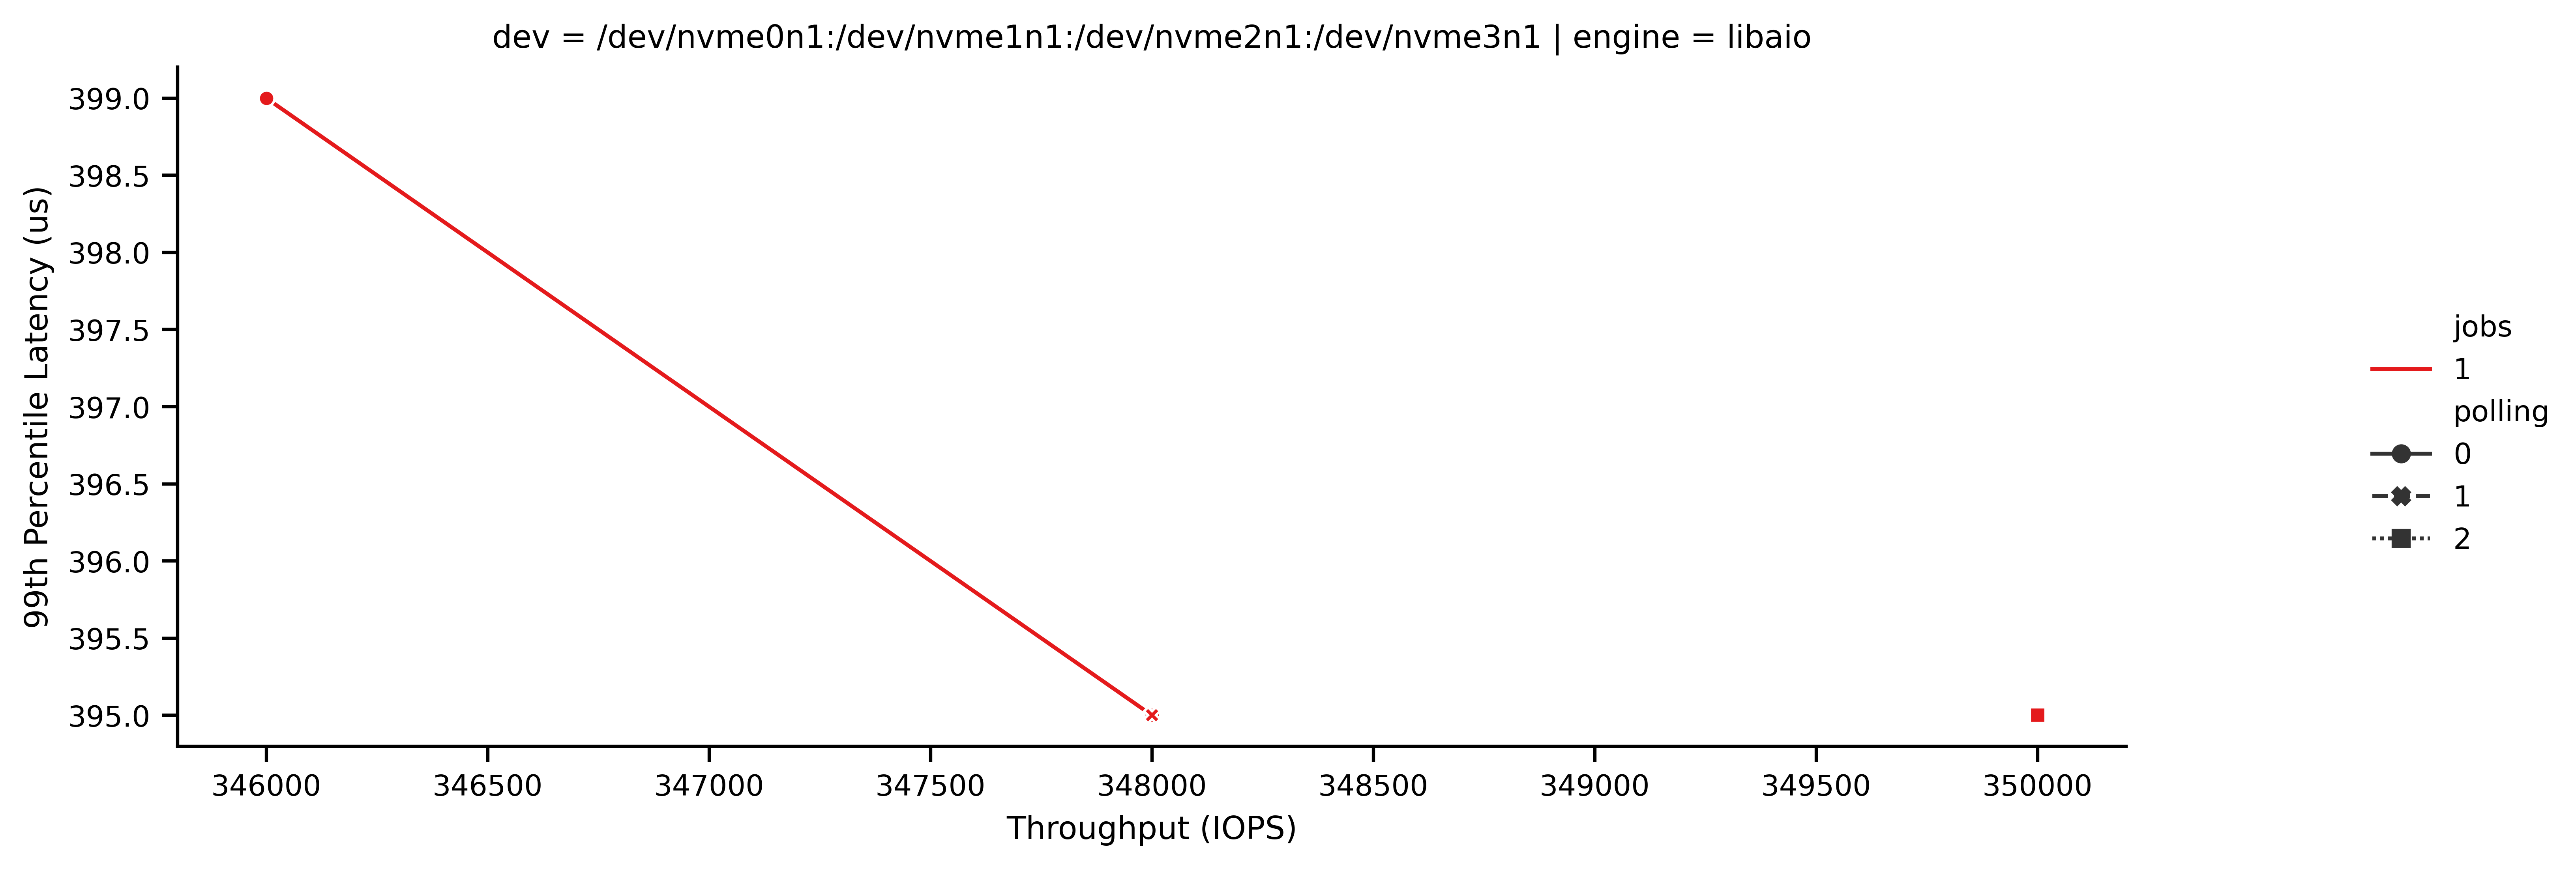 dev = /dev/nvme0n1:/dev/nvme1n1:/dev/nvme2n1:/dev/nvme3n1 | engine = libaio
99th Percentile Latency (us)
399.0
398.5
398.0
397.5
397.0
396.5
396.0
395.5
395.0
346000 346500 347000 347500 348000 348500 349000 349500 350000
Throughput (IOPS)
jobs
1
polling
0
1
2